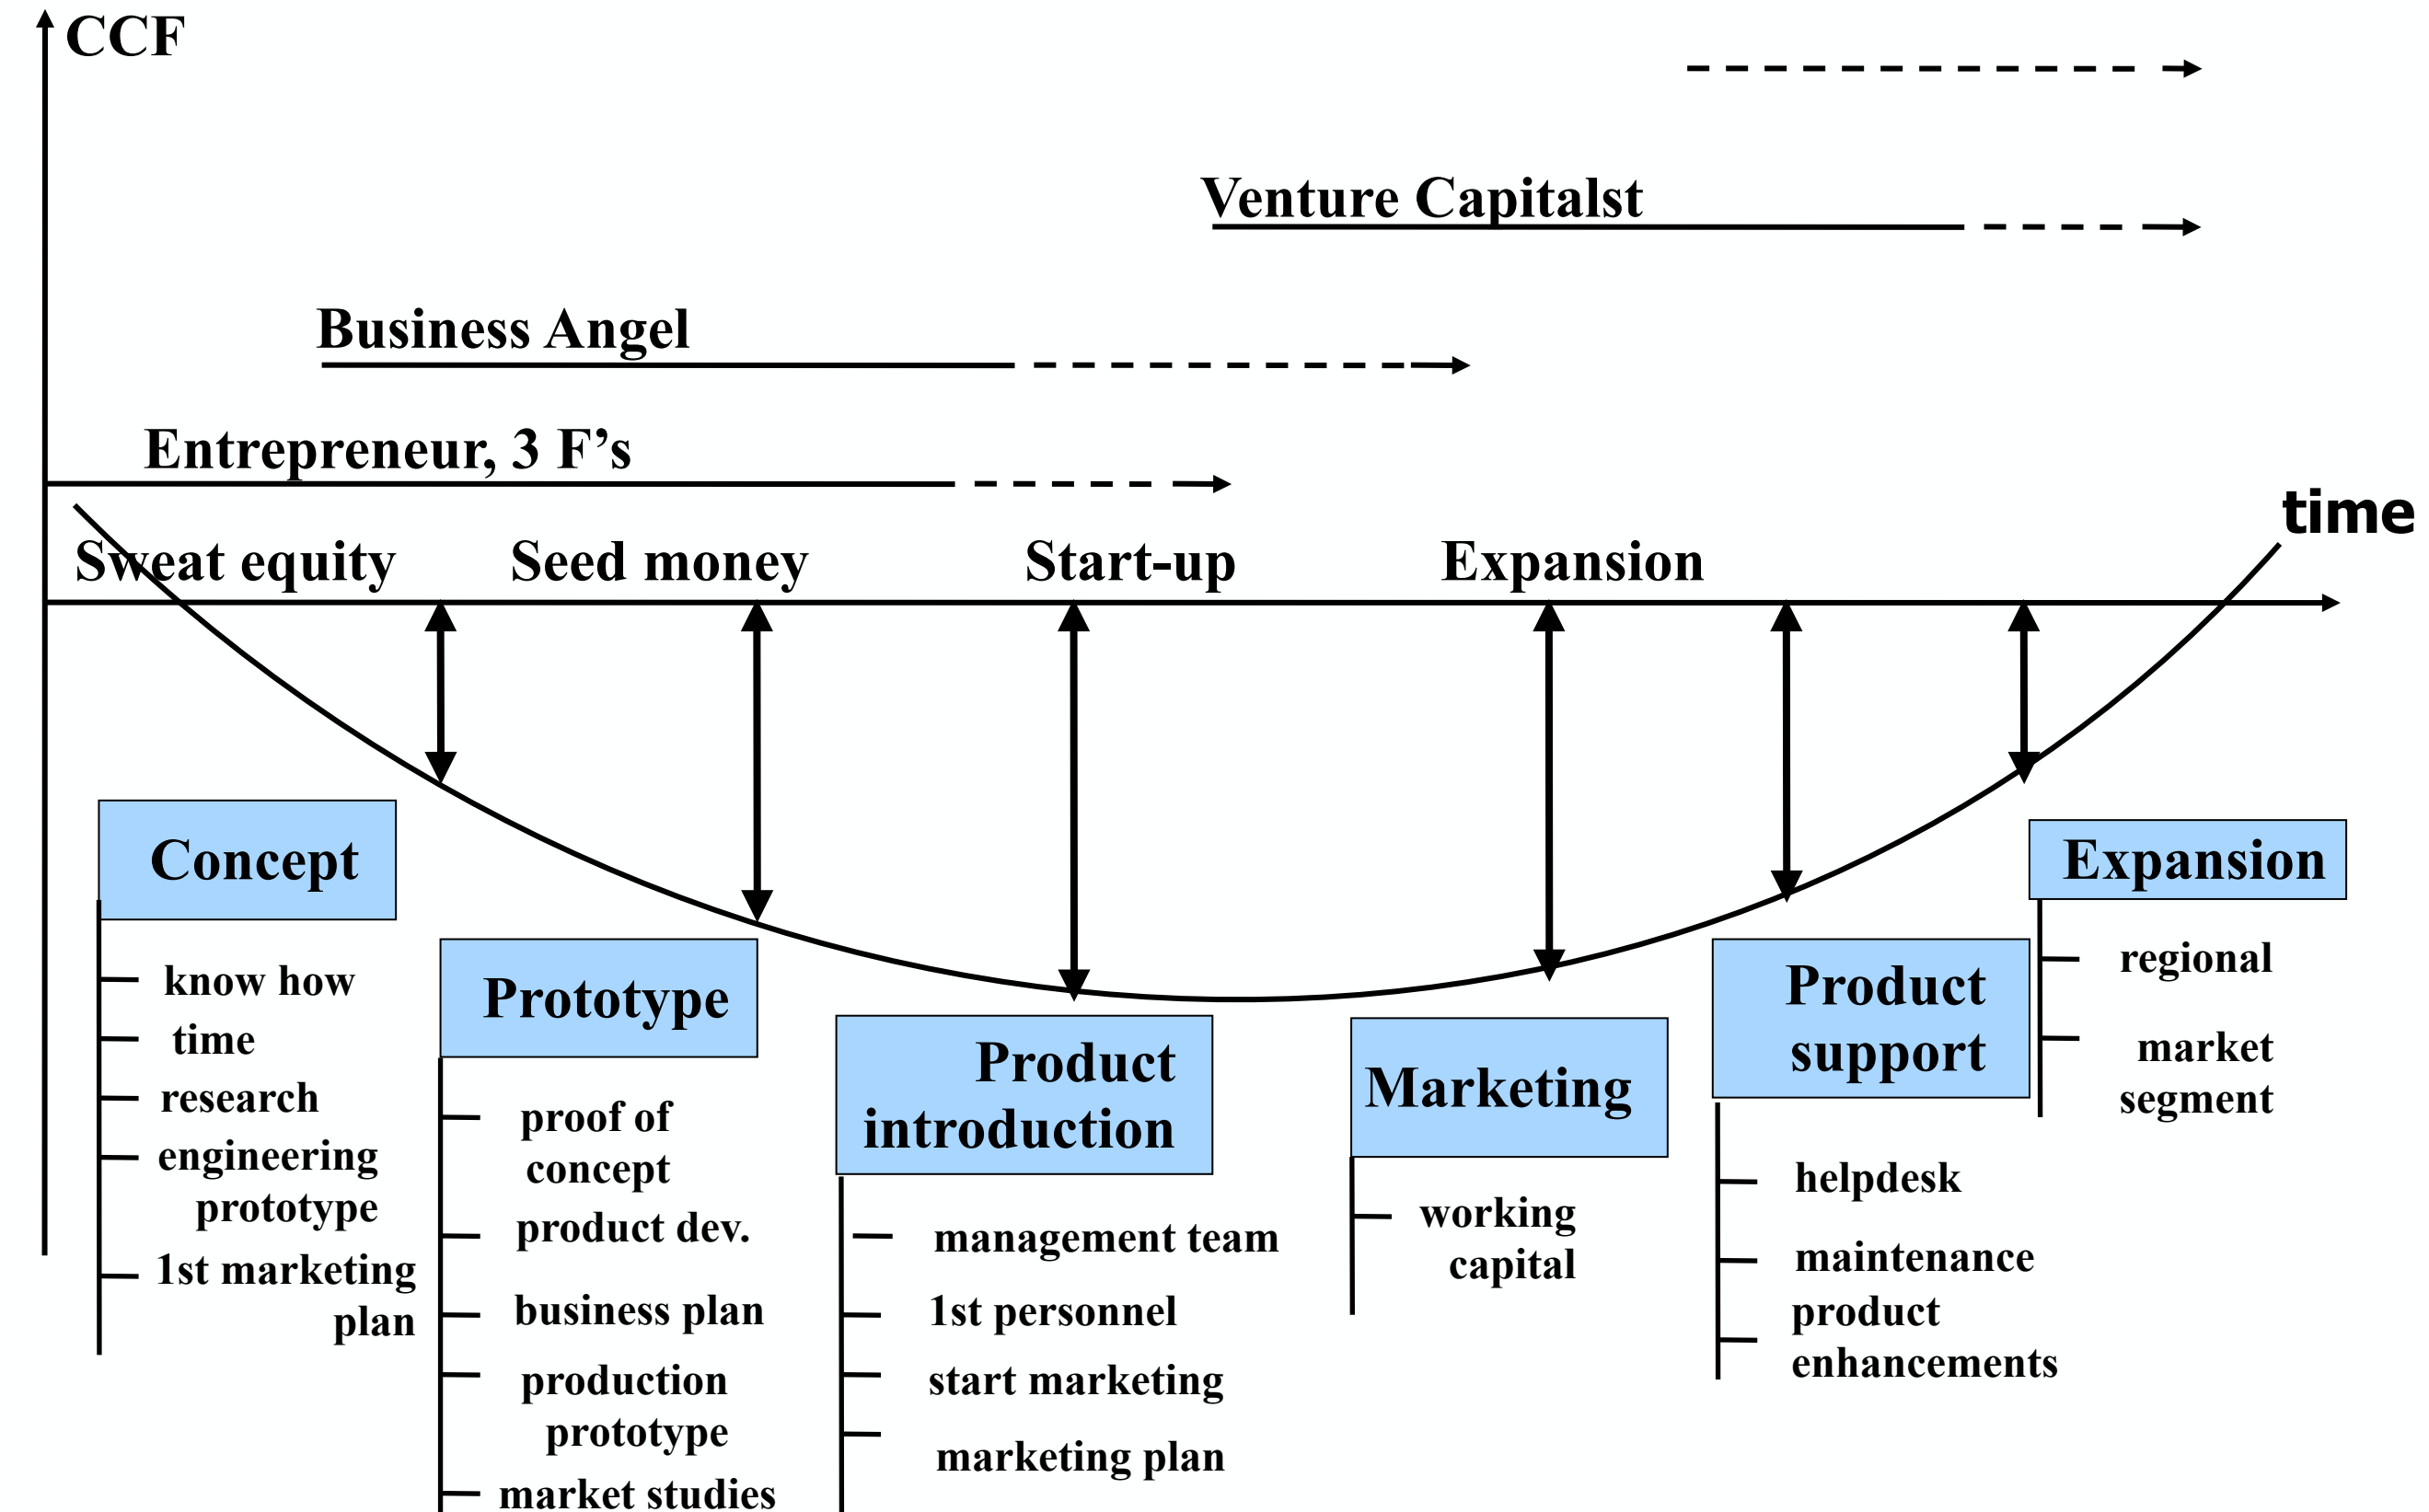 CCF
Venture Capitalst
Business Angel
Entrepreneur, 3 F’s
time
Sweat equity
Seed money
Start-up
Expansion
Concept
know how
time
research
engineering
prototype
1st marketing
plan
Prototype
proof of
concept
product dev.
business plan
production
prototype
market studies
Product
introduction
management team
1st personnel
start marketing
marketing plan
Marketing
working
capital
Product
support
helpdesk
maintenance
product
enhancements
Expansion
regional
market
segment